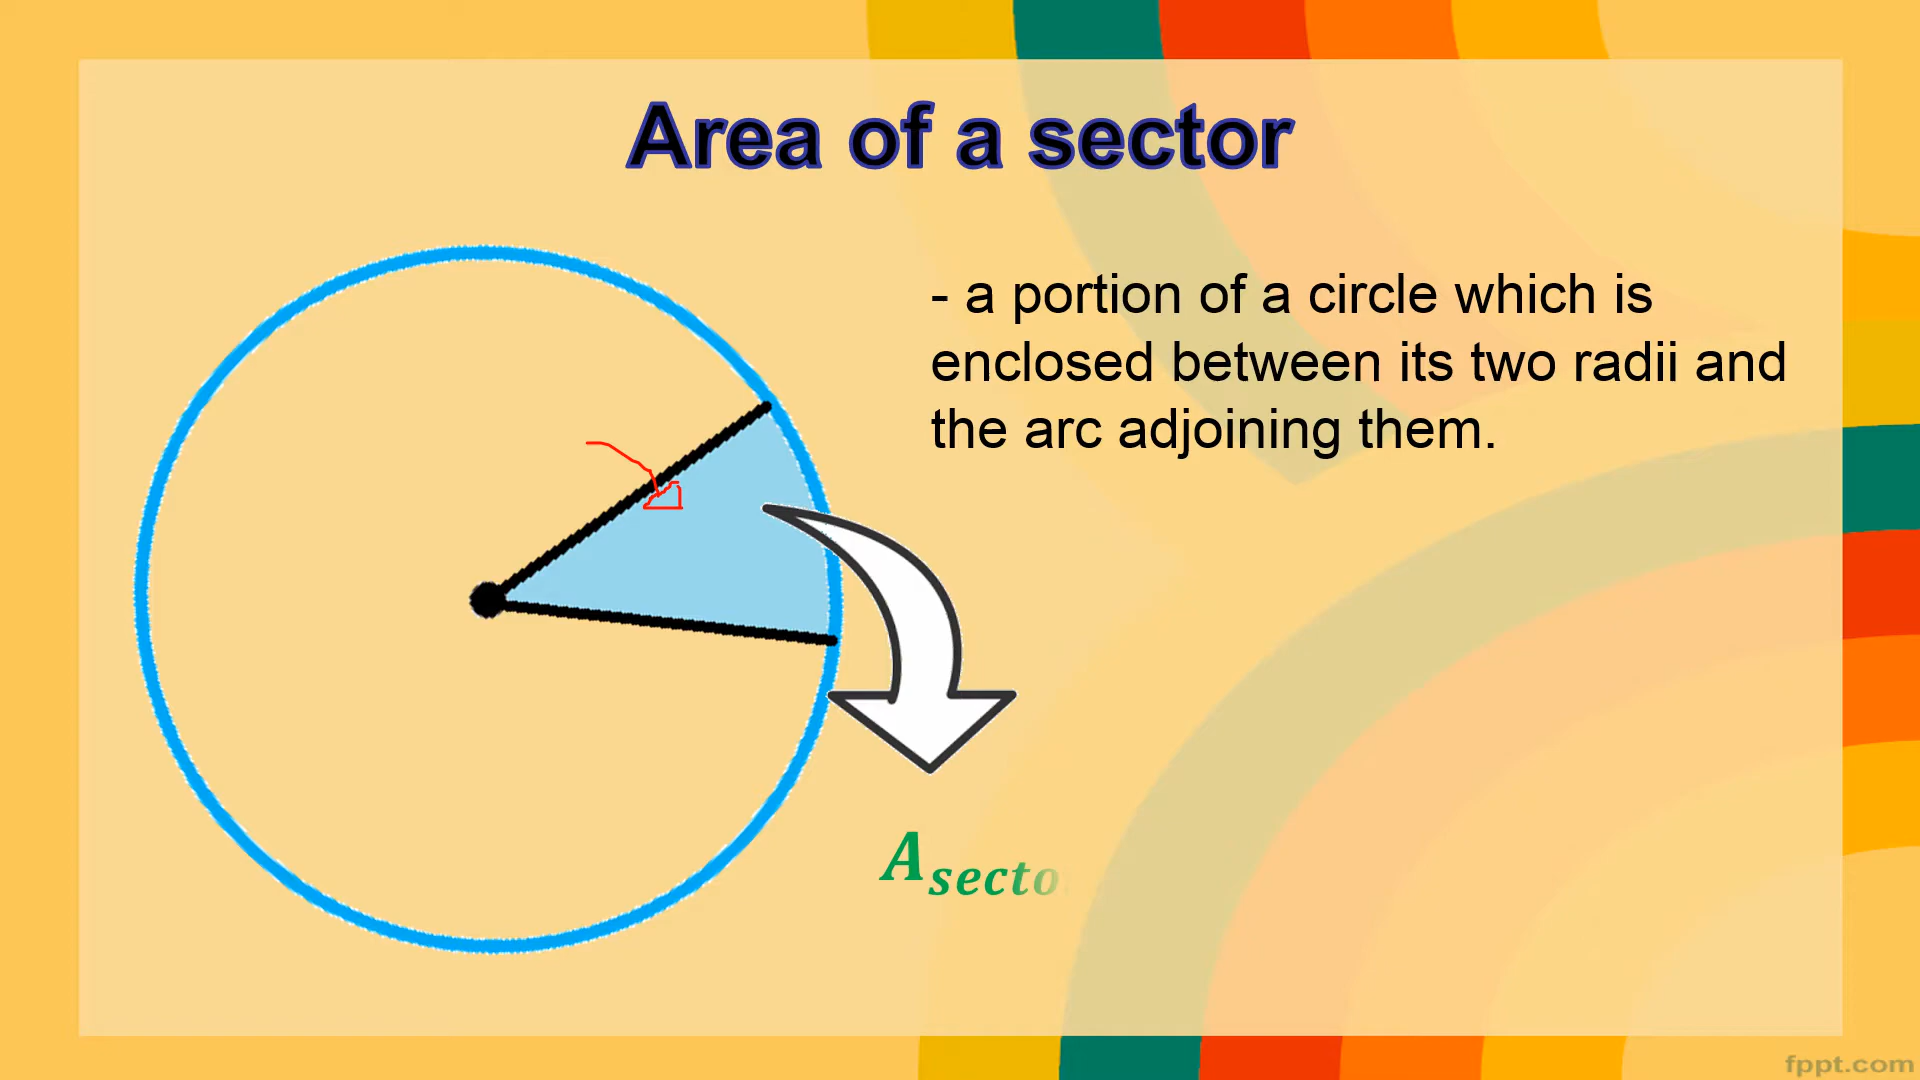 Area of a sector
- a portion of a circle which is
enclosed between its two radii and
the arc adjoining them.
A_secto
fppt.com